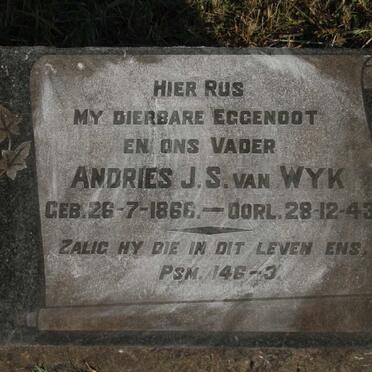 HIER RUS
MY DIERBARE EGGENOOT
EN ONS VADER
ANDRIES J. S. VAN WYK
GEB. 26-7-1866. — OORL. 28-12-43
ZALIG HY DIE IN DIT LEVEN ENS.
PSM. 146-3